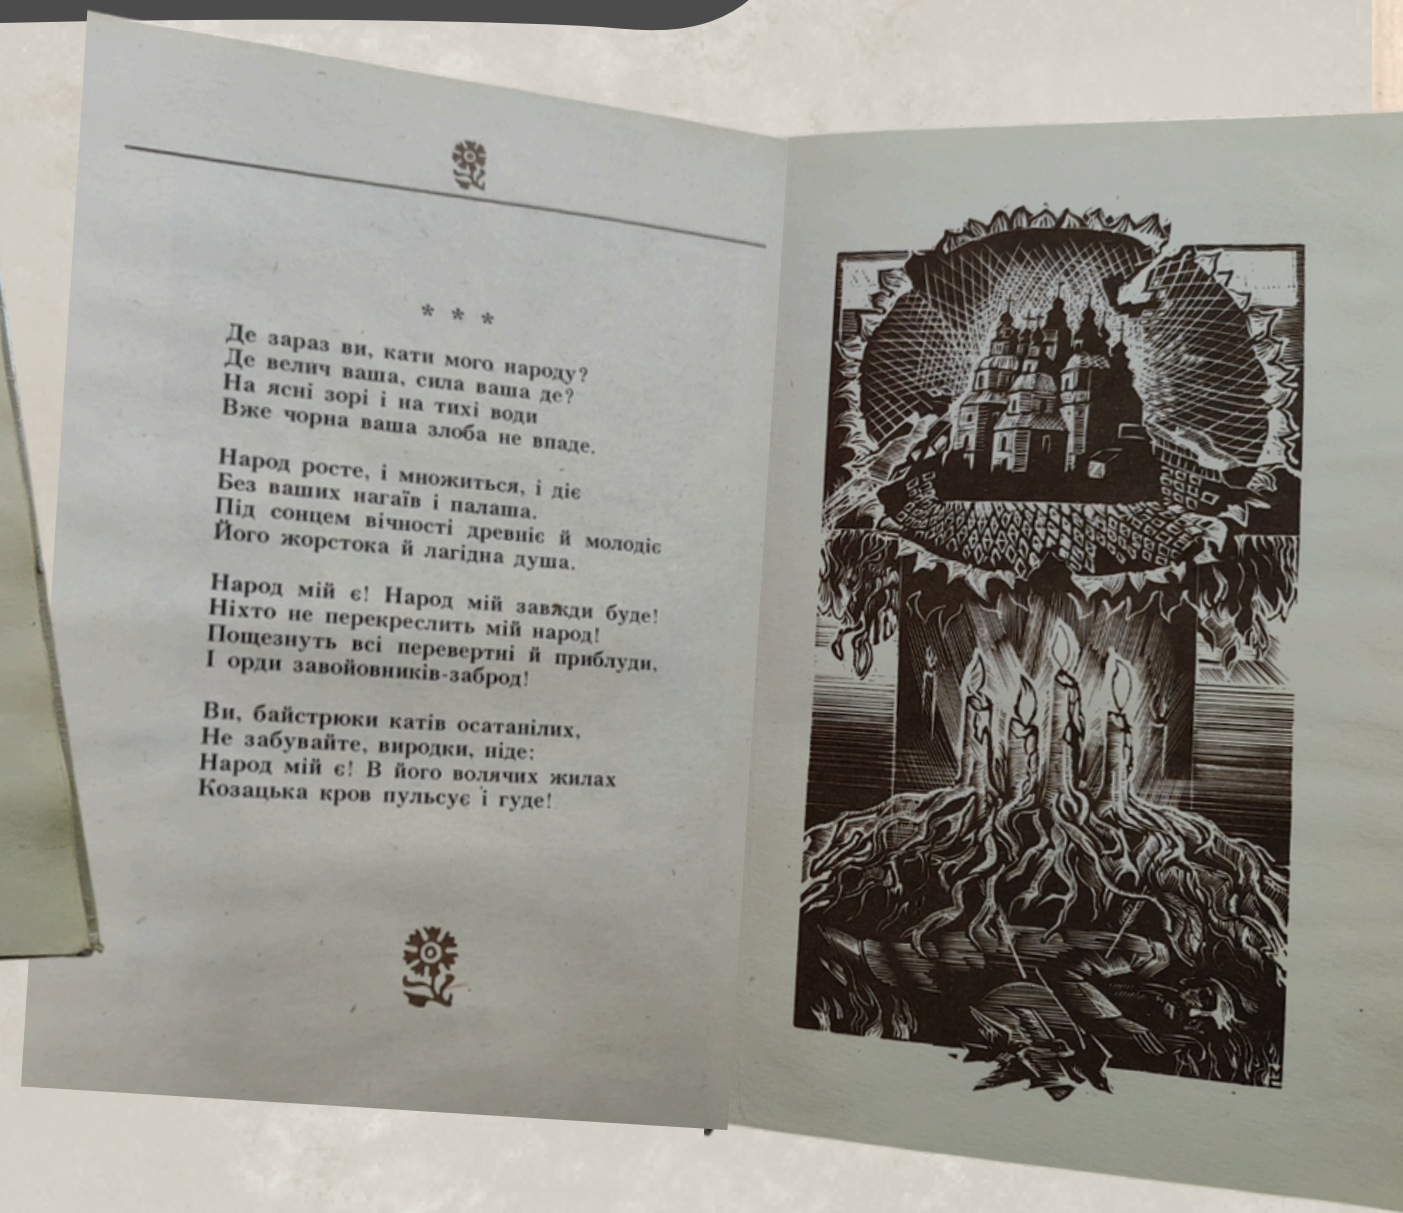 * * *
Де зараз ви, кати мого народу?
Де велич ваша, сила ваша де?
На ясні зорі і на тихі води
Вже чорна ваша злоба не впаде.
Народ росте, і множиться, і діє
Без ваших нагаїв і палаша.
Під сонцем вічності древніє й молодіє
Його жорстока й лагідна душа.
Народ мій є! Народ мій завжди буде!
Ніхто не перекреслить мій народ!
Пощезнуть всі перевертні й приблуди,
І орди завойовників-заброд!
Ви, байстрюки катів осатанілих,
Не забувайте, виродки, ніде:
Народ мій є! В його волячих жилах
Козацька кров пульсує і гуде!